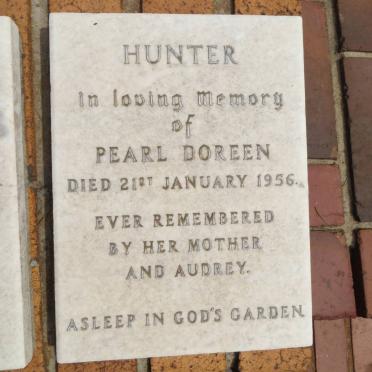 HUNTER
in loving Memory
of
PEARL DOREEN
DIED 21ST JANUARY 1956.
EVER REMEMBERED
BY HER MOTHER
AND AUDREY.
ASLEEP IN GOD'S GARDEN.